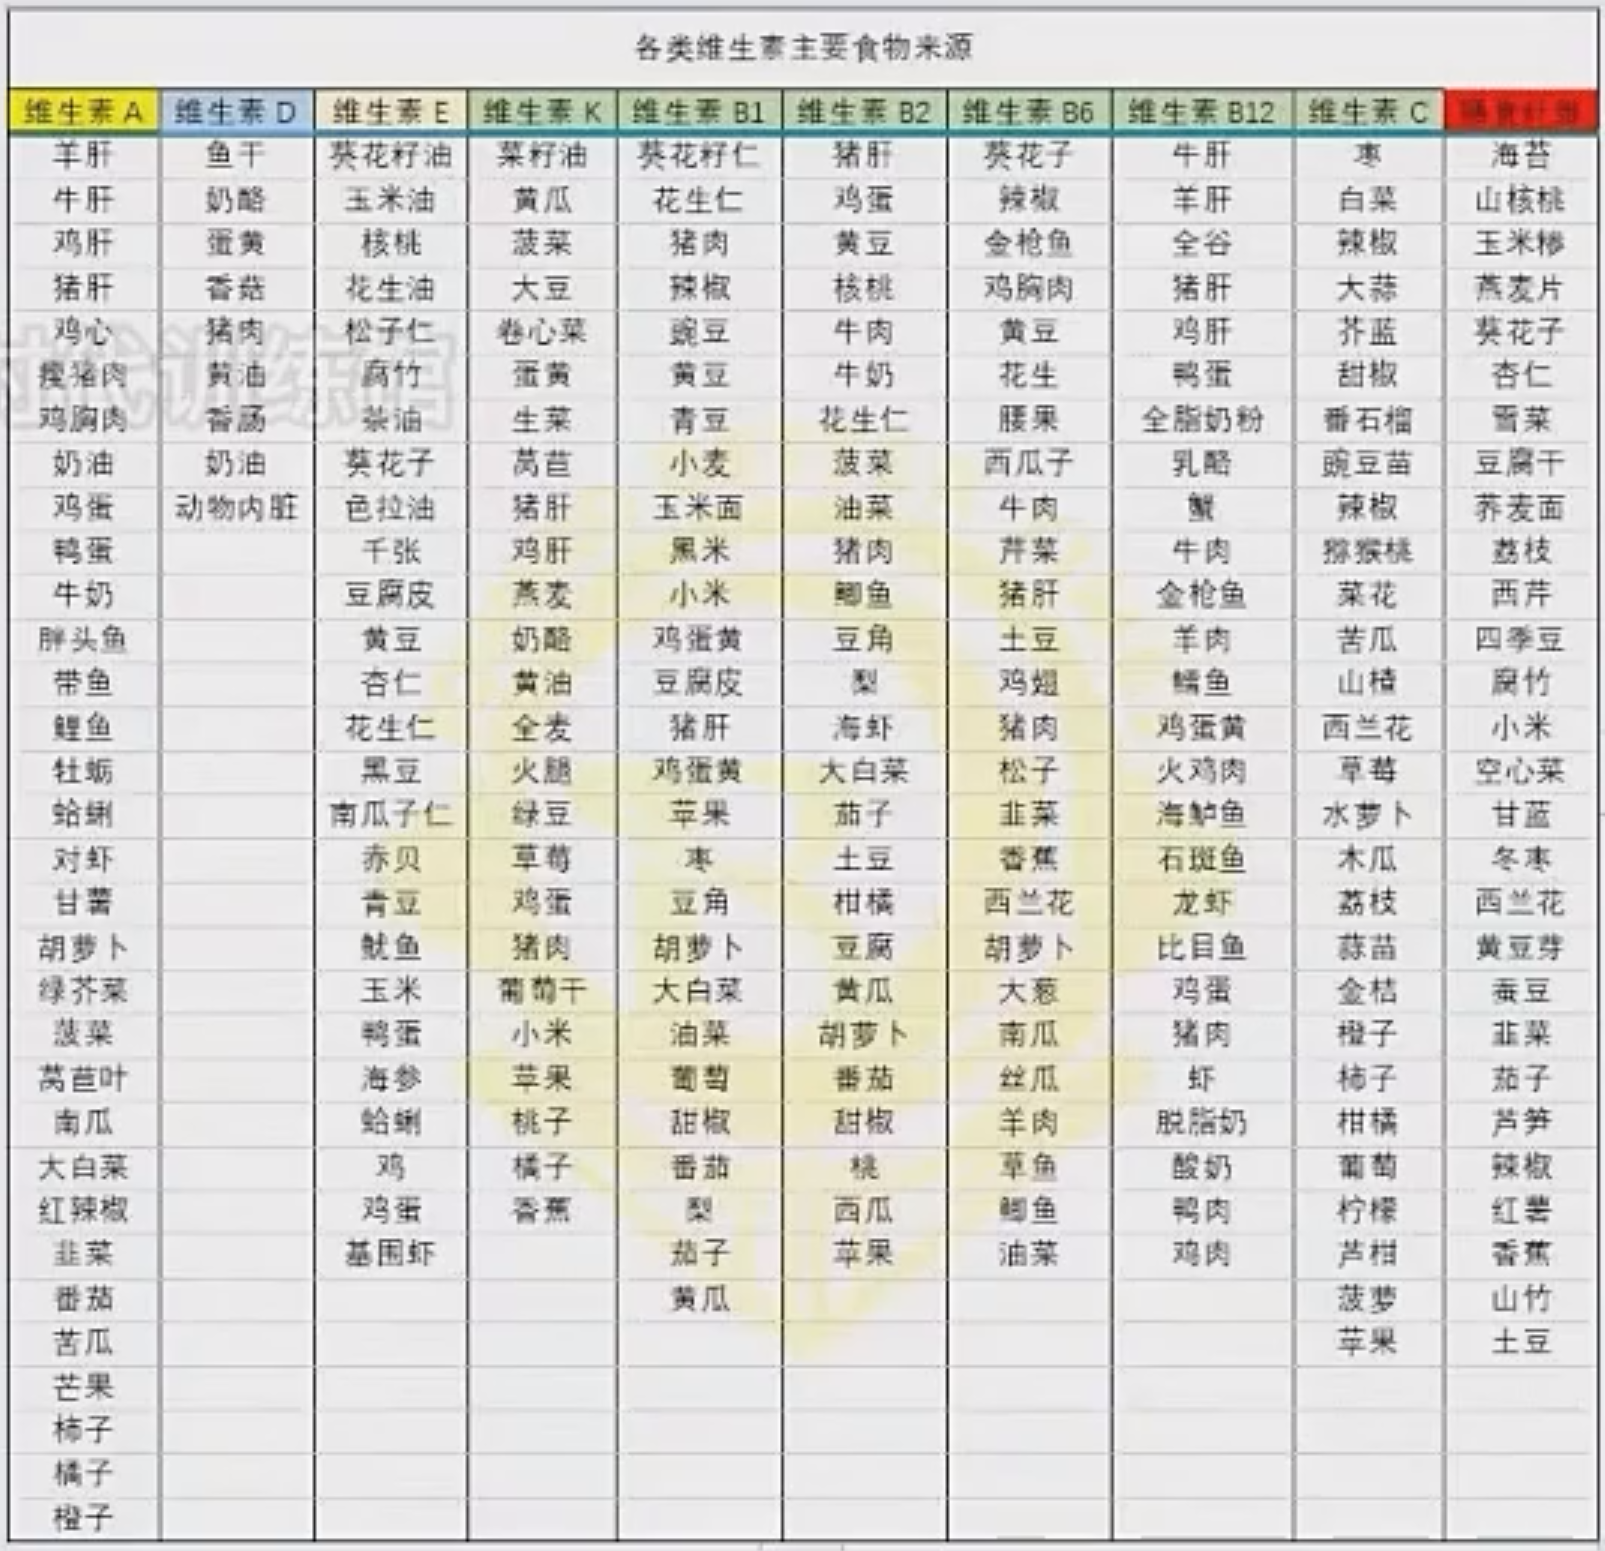 各类维生素主要食物来源
维生素 A 维生素 D 维生素 E 维生素 K 维生素 B1 维生素 B2 维生素 B6 维生素 B12 维生素 C 膳食纤维
羊肝 鱼干 葵花籽油 菜籽油 葵花籽仁 猪肝 葵花子 牛肝 枣 海苔
牛肝 奶酪 玉米油 黄瓜 花生仁 鸡蛋 辣椒 羊肝 白菜 山核桃
鸡肝 蛋黄 核桃 菠菜 猪肉 黄豆 金枪鱼 全谷 辣椒 玉米糁
猪肝 香菇 花生油 大豆 辣椒 核桃 鸡胸肉 猪肝 大蒜 燕麦片
鸡心 猪肉 松子仁 卷心菜 豌豆 牛肉 黄豆 鸡肝 芥蓝 葵花子
瘦猪肉 黄油 腐竹 蛋黄 黄豆 牛奶 花生 鸭蛋 甜椒 杏仁
鸡胸肉 香肠 茶油 生菜 青豆 花生仁 腰果 全脂奶粉 番石榴 雪菜
奶油 奶油 葵花子 莴苣 小麦 菠菜 西瓜子 乳酪 豌豆苗 豆腐干
鸡蛋 动物内脏 色拉油 猪肝 玉米面 油菜 牛肉 蟹 辣椒 荞麦面
鸭蛋 千张 鸡肝 黑米 猪肉 芹菜 牛肉 猕猴桃 荔枝
牛奶 豆腐皮 燕麦 小米 鲫鱼 猪肝 金枪鱼 菜花 西芹
胖头鱼 黄豆 奶酪 鸡蛋黄 豆角 土豆 羊肉 苦瓜 四季豆
带鱼 杏仁 黄油 豆腐皮 梨 鸡翅 鳕鱼 山楂 腐竹
鲤鱼 花生仁 全麦 猪肝 海虾 猪肉 鸡蛋黄 西兰花 小米
牡蛎 黑豆 火腿 鸡蛋黄 大白菜 松子 火鸡肉 草莓 空心菜
蛤蜊 南瓜子仁 绿豆 苹果 茄子 韭菜 海鲈鱼 水萝卜 甘蓝
对虾 赤贝 草莓 枣 土豆 香蕉 石斑鱼 木瓜 冬枣
甘薯 青豆 鸡蛋 豆角 柑橘 西兰花 龙虾 荔枝 西兰花
胡萝卜 鱿鱼 猪肉 胡萝卜 豆腐 胡萝卜 比目鱼 蒜苗 黄豆芽
绿芥菜 玉米 葡萄干 大白菜 黄瓜 大葱 鸡蛋 金桔 蚕豆
菠菜 鸭蛋 小米 油菜 胡萝卜 南瓜 猪肉 橙子 韭菜
莴苣叶 海参 苹果 葡萄 番茄 丝瓜 虾 柿子 茄子
南瓜 蛤蜊 桃子 甜椒 甜椒 羊肉 脱脂奶 柑橘 芦笋
大白菜 鸡 橘子 番茄 桃 草鱼 酸奶 葡萄 辣椒
红辣椒 鸡蛋 香蕉 梨 西瓜 鲫鱼 鸭肉 柠檬 红薯
韭菜 基围虾 茄子 苹果 油菜 鸡肉 芦柑 香蕉
番茄 黄瓜 菠萝 山竹
苦瓜 苹果 土豆
芒果
柿子
橘子
橙子